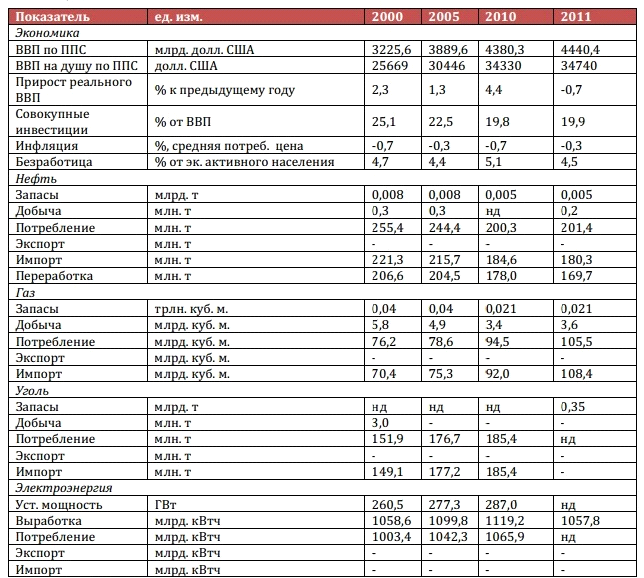 Показатель ед. изм. 2000 2005 2010 2011
Экономика
ВВП по ППС млрд. долл. США 3225,6 3889,6 4380,3 4440,4
ВВП на душу по ППС долл. США 25669 30446 34330 34740
Прирост реального
ВВП % к предыдущему году 2,3 1,3 4,4 -0,7
Совокупные
инвестиции % от ВВП 25,1 22,5 19,8 19,9
Инфляция %, средняя потреб. цена -0,7 -0,3 -0,7 -0,3
Безработица % от эк. активного населения 4,7 4,4 5,1 4,5
Нефть
Запасы млрд. т 0,008 0,008 0,005 0,005
Добыча млн. т 0,3 0,3 нд 0,2
Потребление млн. т 255,4 244,4 200,3 201,4
Экспорт млн. т - - - -
Импорт млн. т 221,3 215,7 184,6 180,3
Переработка млн. т 206,6 204,5 178,0 169,7
Газ
Запасы трлн. куб. м. 0,04 0,04 0,021 0,021
Добыча млрд. куб. м. 5,8 4,9 3,4 3,6
Потребление млрд. куб. м. 76,2 78,6 94,5 105,5
Экспорт млрд. куб. м. - - - -
Импорт млрд. куб. м. 70,4 75,3 92,0 108,4
Уголь
Запасы млрд. т нд нд нд 0,35
Добыча млн. т 3,0 - - -
Потребление млн. т 151,9 176,7 185,4 нд
Экспорт млн. т - - - -
Импорт млн. т 149,1 177,2 185,4 -
Электроэнергия
Уст. мощность ГВт 260,5 277,3 287,0 нд
Выработка млрд. кВтч 1058,6 1099,8 1119,2 1057,8
Потребление млрд. кВтч 1003,4 1042,3 1065,9 нд
Экспорт млрд. кВтч - - - -
Импорт млрд. кВтч - - - -